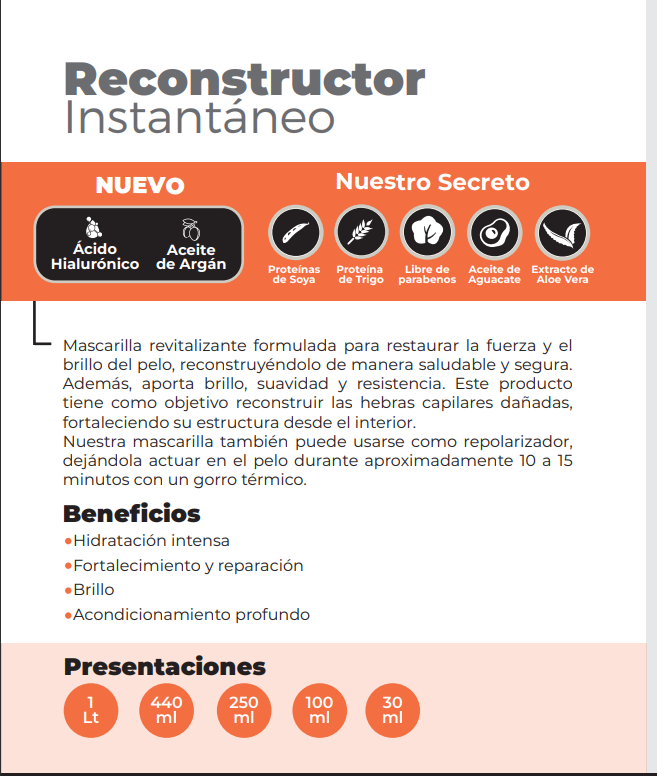 Reconstructor
Instantáneo
NUEVO
Ácido
Hialurónico
Aceite
de Argán
Nuestro Secreto
Proteínas
de Soya
Proteína
de Trigo
Libre de
parabenos
Aceite de
Aguacate
Extracto de
Aloe Vera
Mascarilla revitalizante formulada para restaurar la fuerza y el
brillo del pelo, reconstruyéndolo de manera saludable y segura.
Además, aporta brillo, suavidad y resistencia. Este producto
tiene como objetivo reconstruir las hebras capilares dañadas,
fortaleciendo su estructura desde el interior.
Nuestra mascarilla también puede usarse como repolarizador,
dejándola actuar en el pelo durante aproximadamente 10 a 15
minutos con un gorro térmico.
Beneficios
•Hidratación intensa
•Fortalecimiento y reparación
•Brillo
•Acondicionamiento profundo
Presentaciones
1
Lt
440
ml
250
ml
100
ml
30
ml